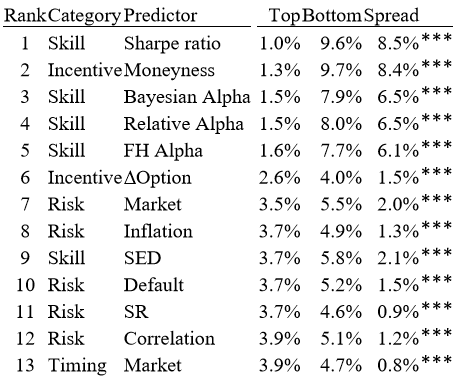 Rank Category Predictor Top Bottom Spread
1 Skill Sharpe ratio 1.0% 9.6% 8.5%***
2 Incentive Moneyness 1.3% 9.7% 8.4%***
3 Skill Bayesian Alpha 1.5% 7.9% 6.5%***
4 Skill Relative Alpha 1.5% 8.0% 6.5%***
5 Skill FH Alpha 1.6% 7.7% 6.1%***
6 Incentive ΔOption 2.6% 4.0% 1.5%***
7 Risk Market 3.5% 5.5% 2.0%***
8 Risk Inflation 3.7% 4.9% 1.3%***
9 Skill SED 3.7% 5.8% 2.1%***
10 Risk Default 3.7% 5.2% 1.5%***
11 Risk SR 3.7% 4.6% 0.9%***
12 Risk Correlation 3.9% 5.1% 1.2%***
13 Timing Market 3.9% 4.7% 0.8%***